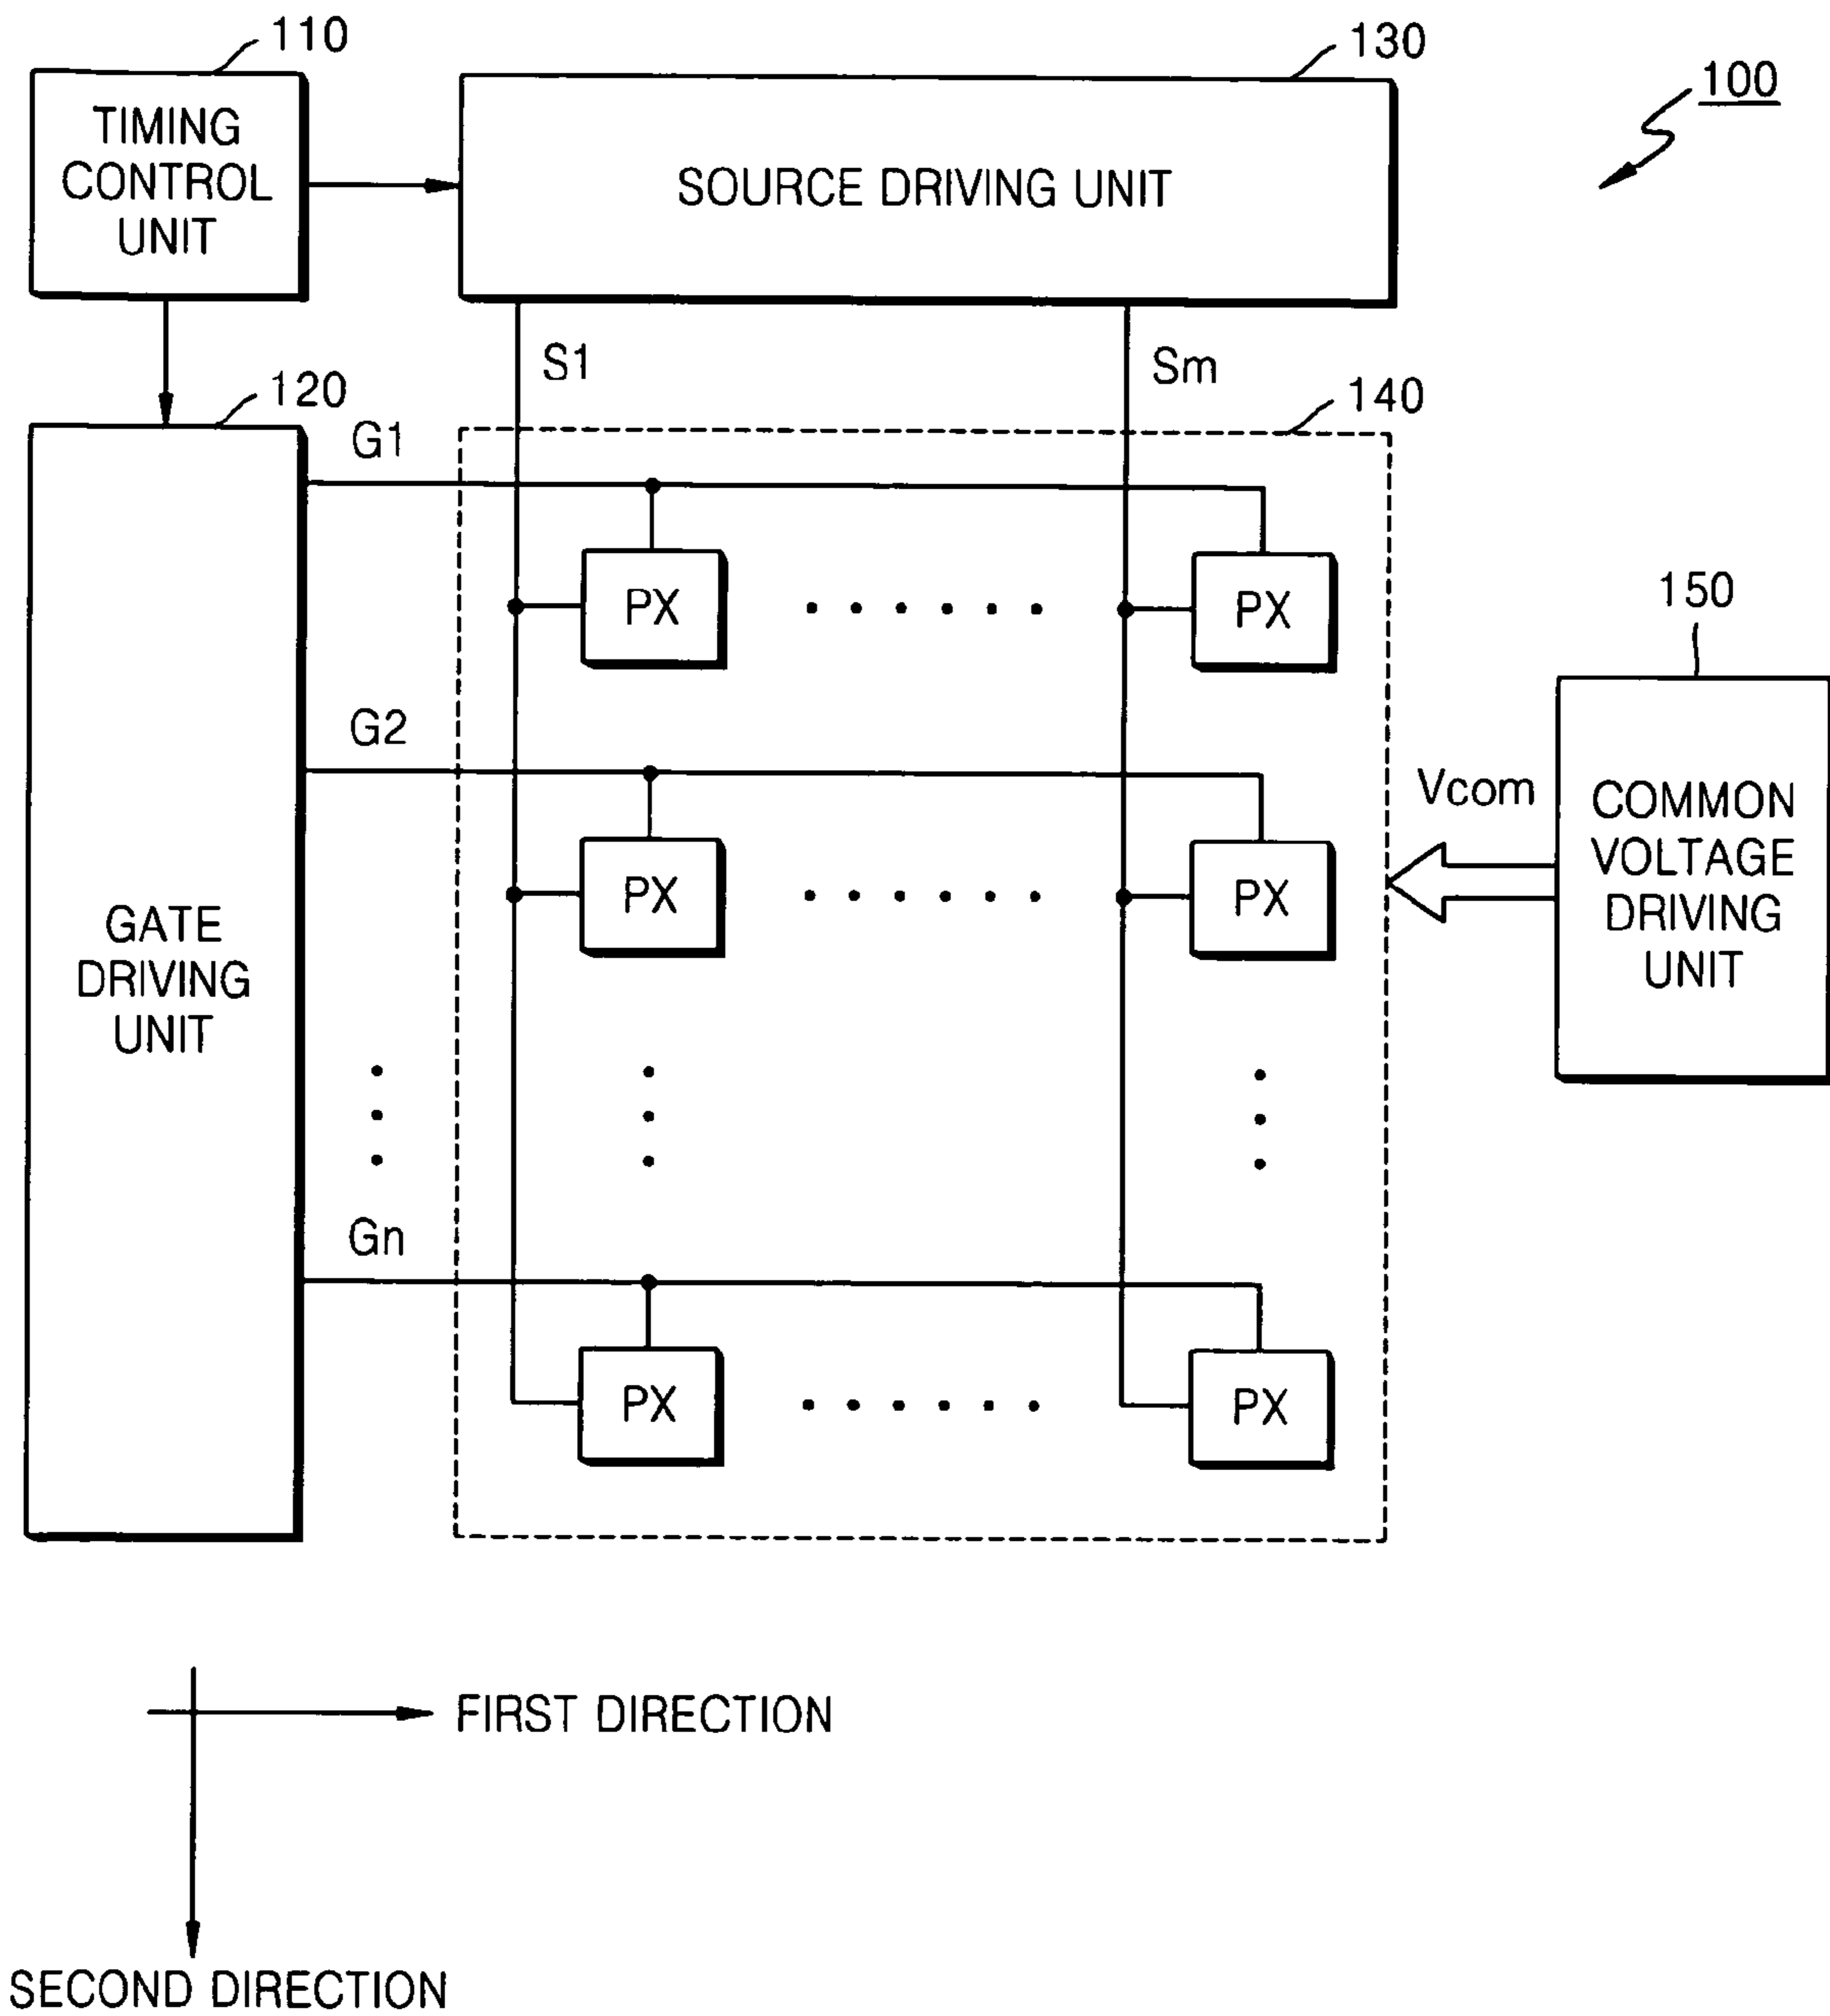 110
130
100
TIMING
CONTROL
UNIT
SOURCE DRIVING UNIT
S1
Sm
120
140
G1
PX
PX
150
G2
Vcom
COMMON
VOLTAGE
DRIVING
UNIT
PX
PX
GATE
DRIVING
UNIT
Gn
PX
PX
FIRST DIRECTION
SECOND DIRECTION